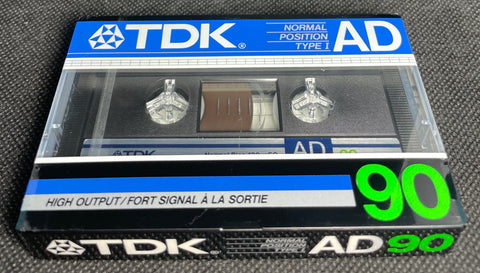 TDK® NORMAL POSITION TYPE I AD
TDK AD 90
HIGH OUTPUT/FORT SIGNAL À LA SORTIE 90
TDK® NORMAL POSITION AD 90